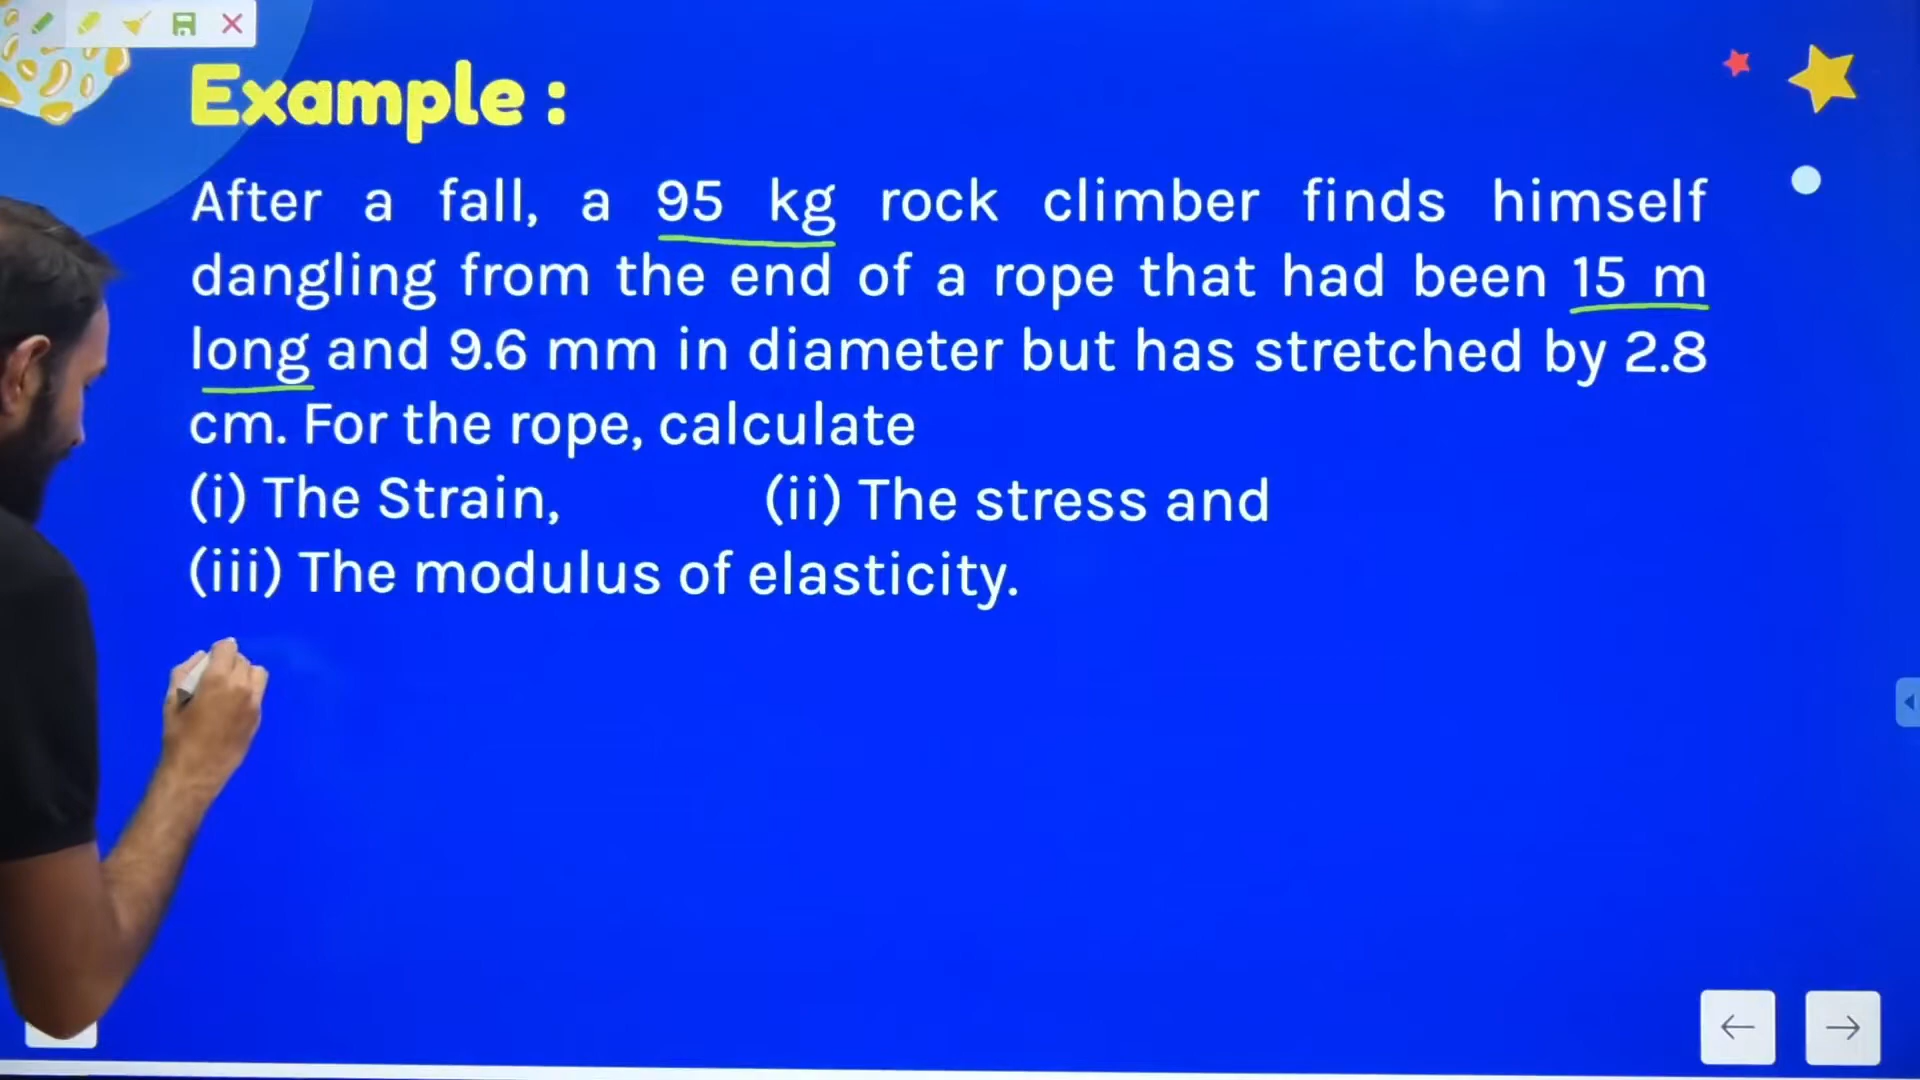 Example :
After a fall, a 95 kg rock climber finds himself
dangling from the end of a rope that had been 15 m
long and 9.6 mm in diameter but has stretched by 2.8
cm. For the rope, calculate
(i) The Strain, (ii) The stress and
(iii) The modulus of elasticity.